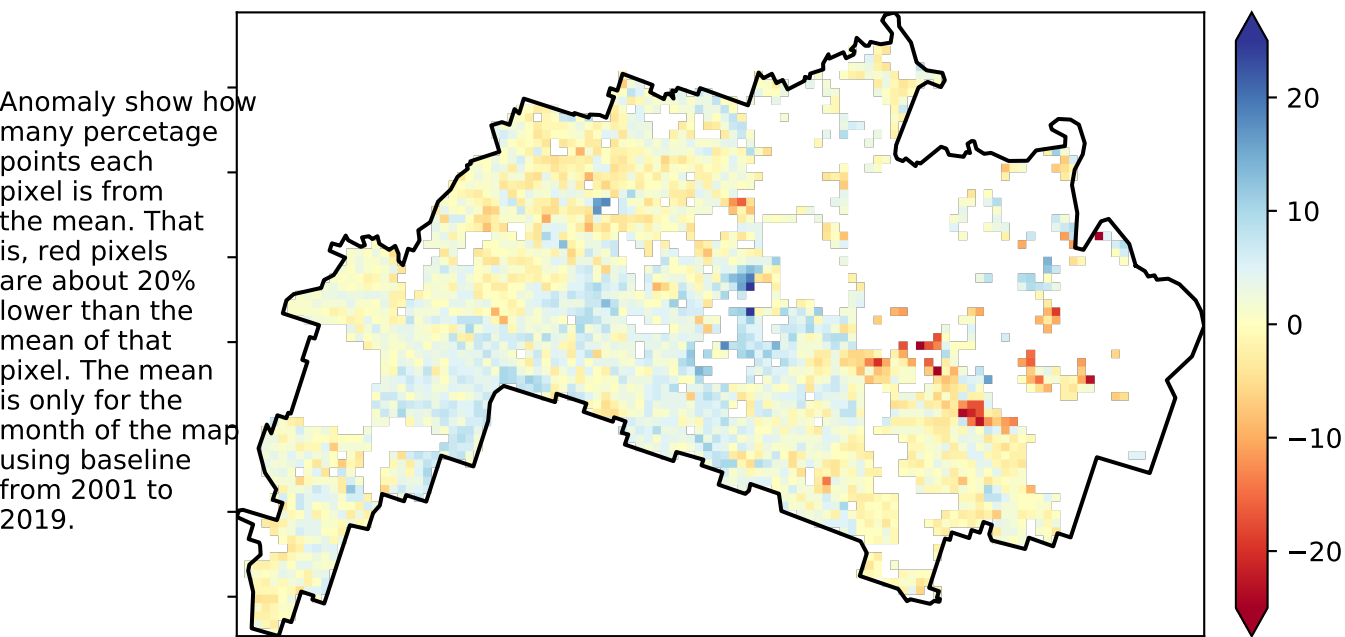 Anomaly show how
many percetage
points each
pixel is from
the mean. That
is, red pixels
are about 20%
lower than the
mean of that
pixel. The mean
is only for the
month of the map
using baseline
from 2001 to
2019.
20
10
0
−10
−20